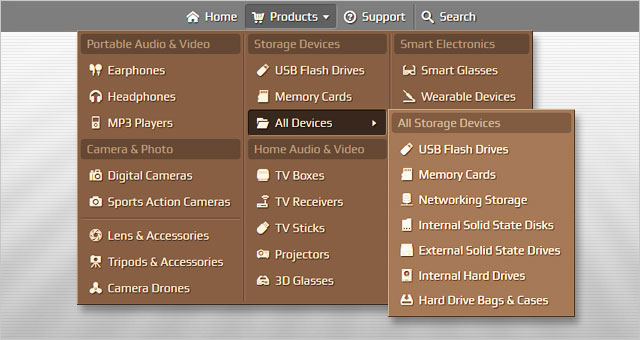 Home
Products
Support
Search
Portable Audio & Video
Earphones
Headphones
MP3 Players
Camera & Photo
Digital Cameras
Sports Action Cameras
Lens & Accessories
Tripods & Accessories
Camera Drones
Storage Devices
USB Flash Drives
Memory Cards
All Devices
Home Audio & Video
TV Boxes
TV Receivers
TV Sticks
Projectors
3D Glasses
Smart Electronics
Smart Glasses
Wearable Devices
All Storage Devices
USB Flash Drives
Memory Cards
Networking Storage
Internal Solid State Disks
External Solid State Drives
Internal Hard Drives
Hard Drive Bags & Cases